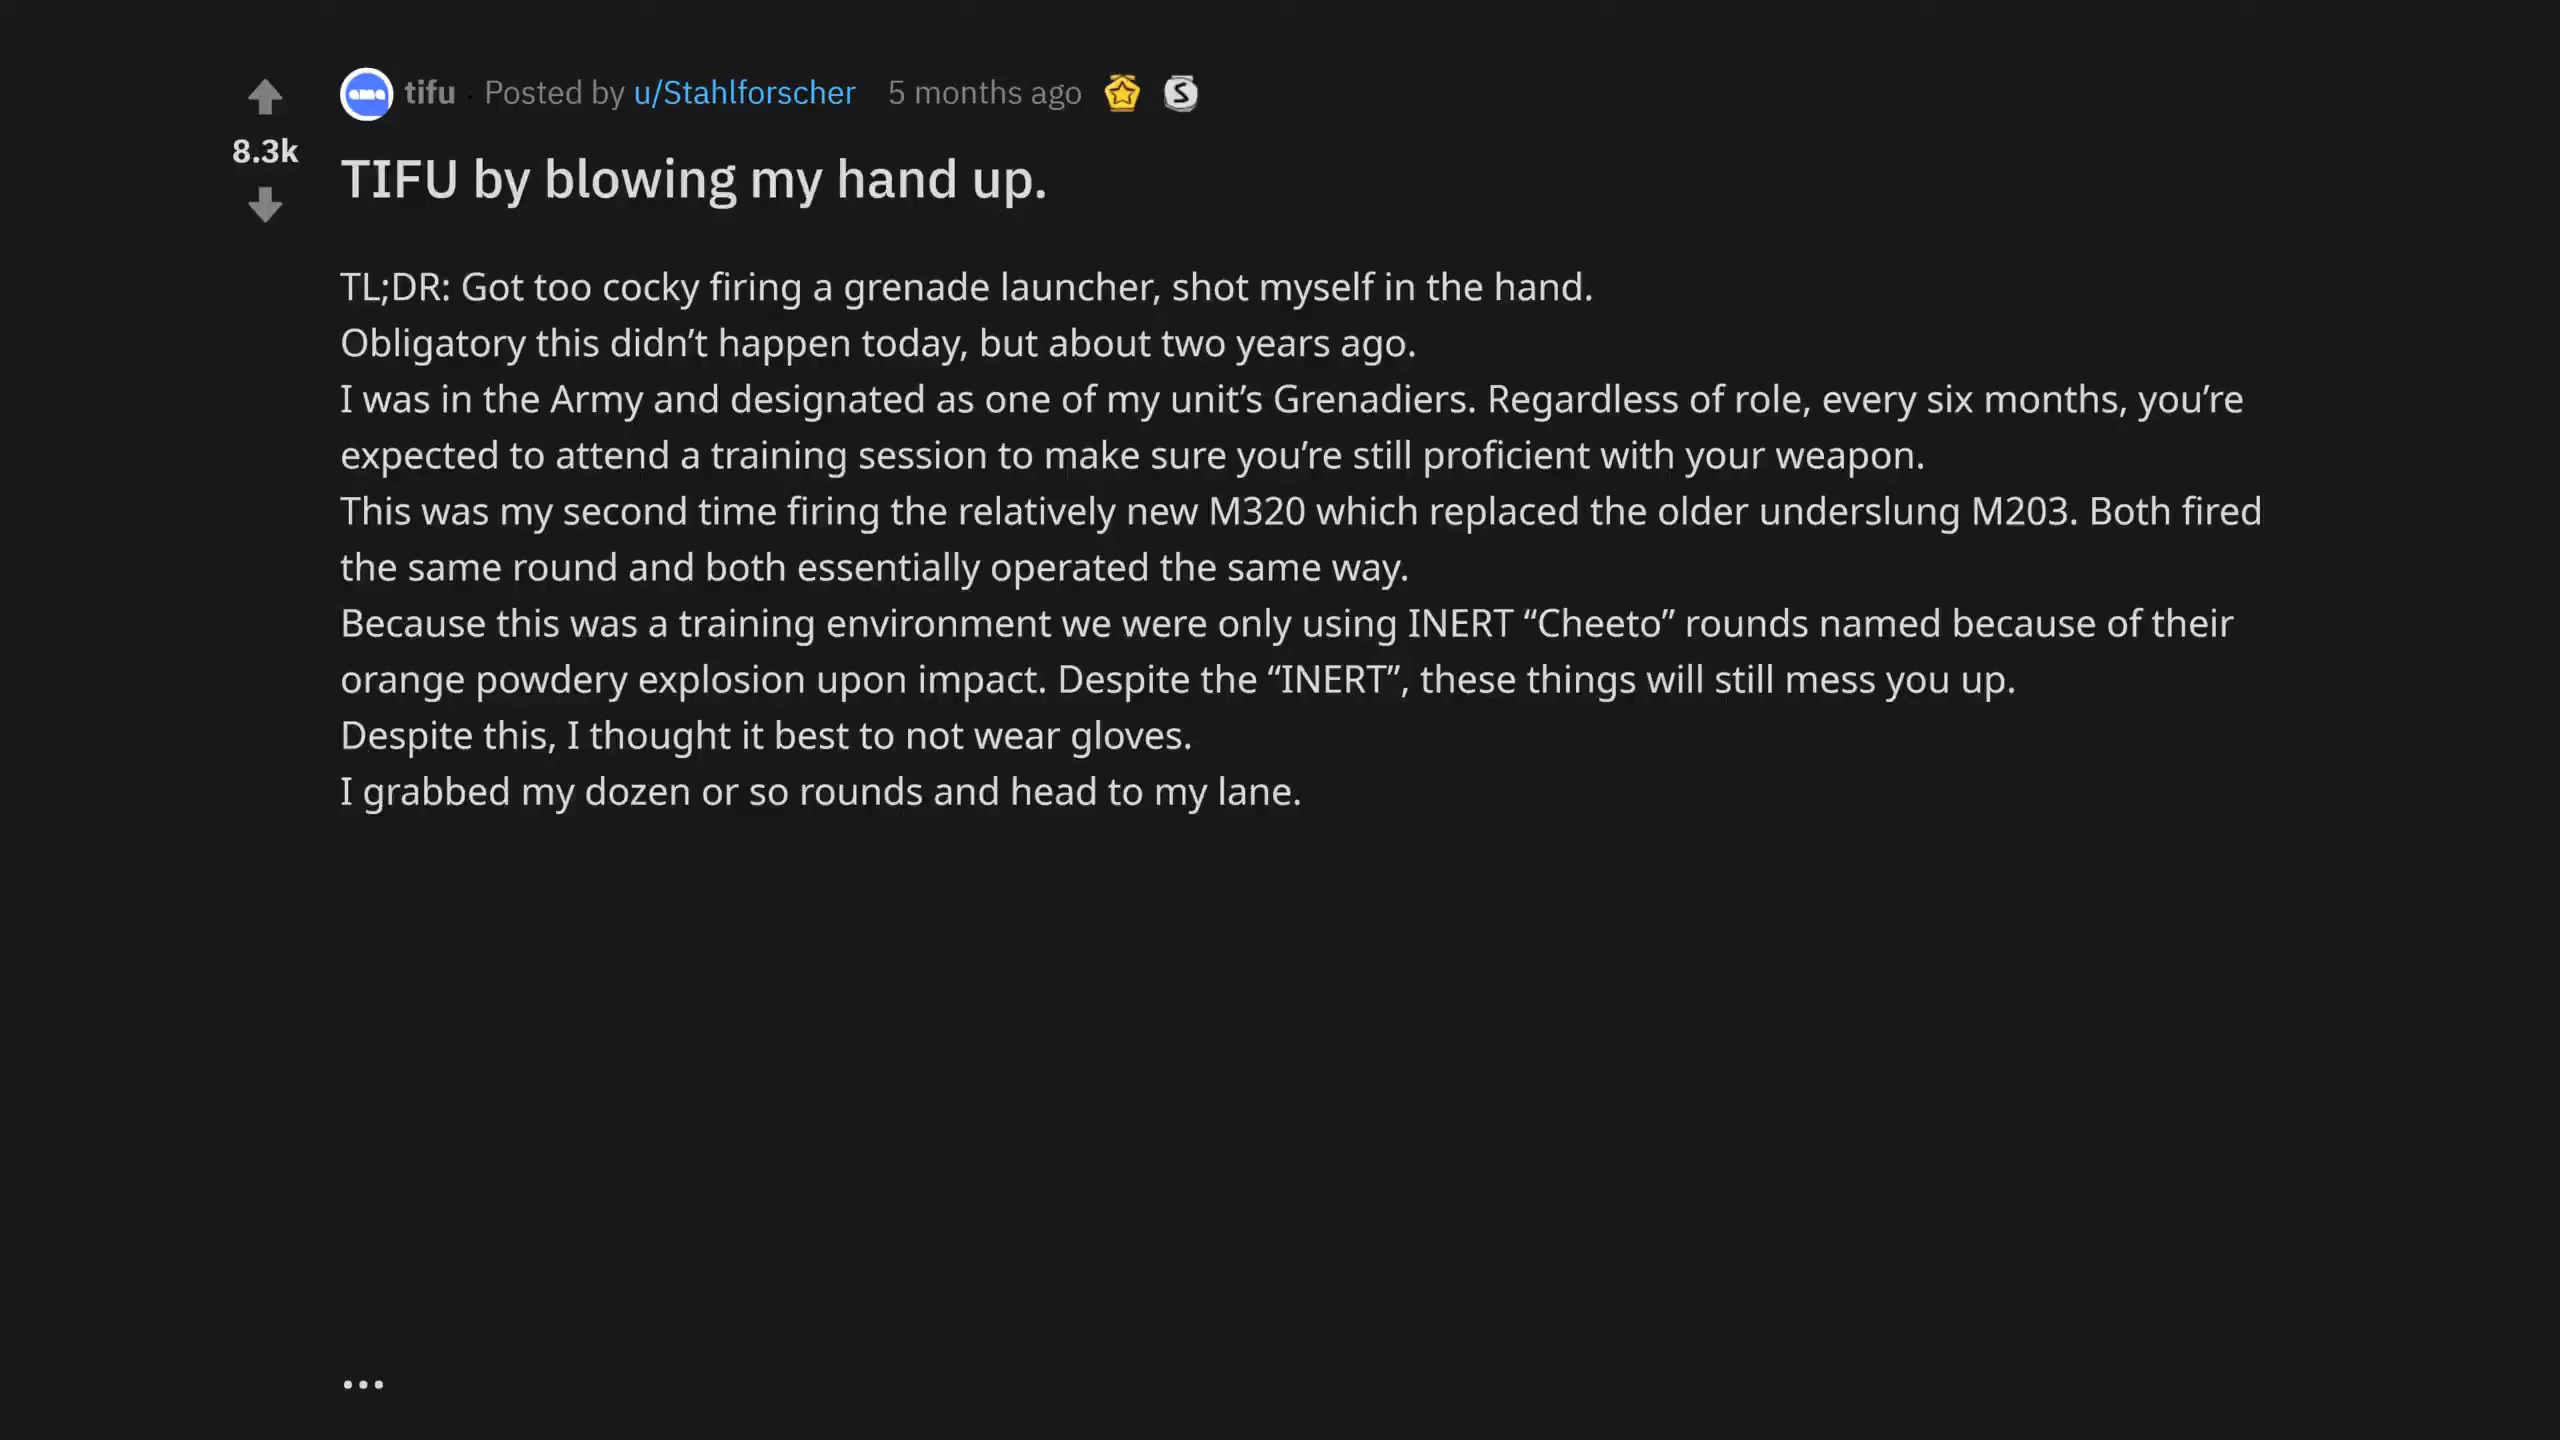 tifu · Posted by u/Stahlforscher 5 months ago
8.3k
TIFU by blowing my hand up.
TL;DR: Got too cocky firing a grenade launcher, shot myself in the hand.
Obligatory this didn’t happen today, but about two years ago.
I was in the Army and designated as one of my unit’s Grenadiers. Regardless of role, every six months, you’re
expected to attend a training session to make sure you’re still proficient with your weapon.
This was my second time firing the relatively new M320 which replaced the older underslung M203. Both fired
the same round and both essentially operated the same way.
Because this was a training environment we were only using INERT “Cheeto” rounds named because of their
orange powdery explosion upon impact. Despite the “INERT”, these things will still mess you up.
Despite this, I thought it best to not wear gloves.
I grabbed my dozen or so rounds and head to my lane.
...